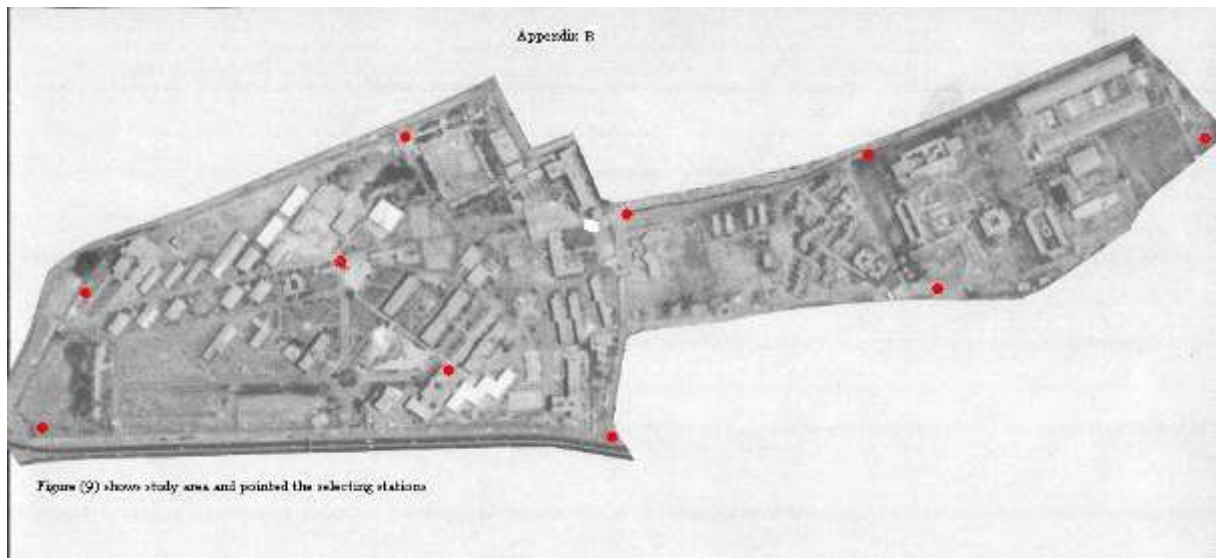 Appendix B
Figure (9) shows study area and pointed the selecting stations